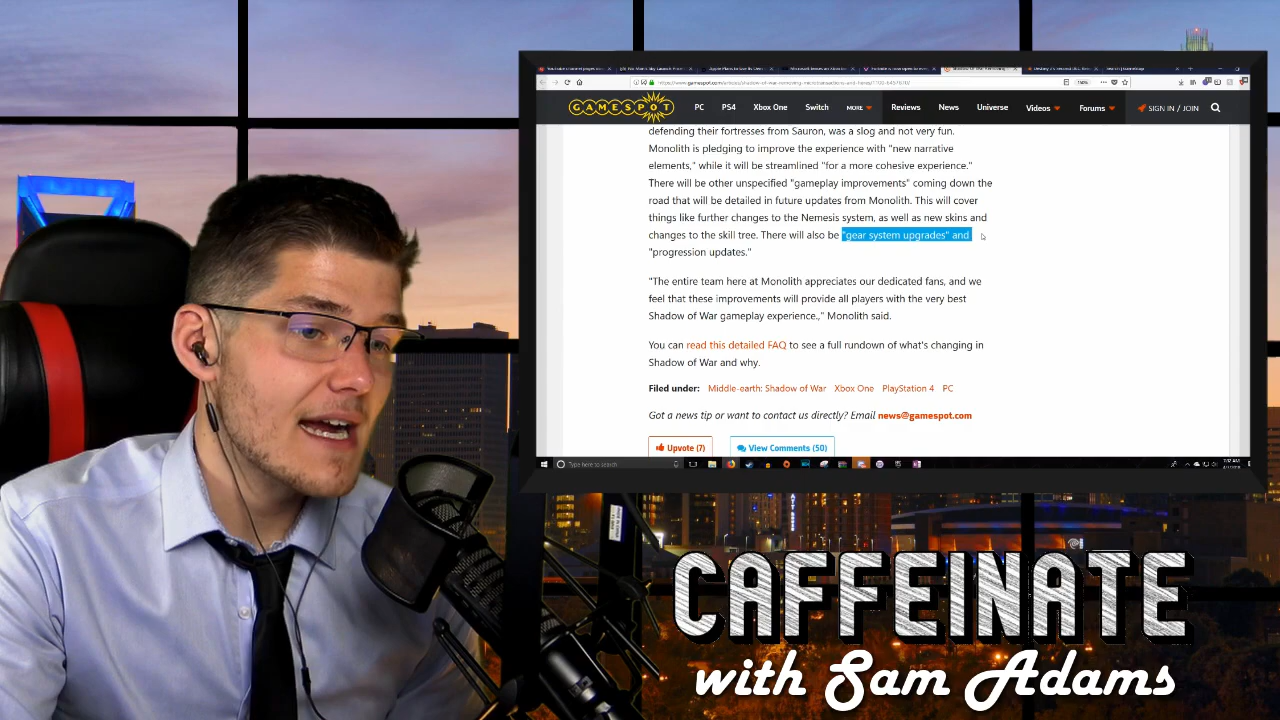 GAMESPOT
PC PS4 Xbox One Switch MORE Reviews News Universe Videos Forums SIGN IN / JOIN
defending their fortresses from Sauron, was a slog and not very fun.
Monolith is pledging to improve the experience with "new narrative
elements," while it will be streamlined "for a more cohesive experience."
There will be other unspecified "gameplay improvements" coming down the
road that will be detailed in future updates from Monolith. This will cover
things like further changes to the Nemesis system, as well as new skins and
changes to the skill tree. There will also be "gear system upgrades" and
"progression updates."
"The entire team here at Monolith appreciates our dedicated fans, and we
feel that these improvements will provide all players with the very best
Shadow of War gameplay experience.," Monolith said.
You can read this detailed FAQ to see a full rundown of what's changing in
Shadow of War and why.
Filed under: Middle-earth: Shadow of War Xbox One PlayStation 4 PC
Got a news tip or want to contact us directly? Email news@gamespot.com
Upvote (7) View Comments (50)
Type here to search
CAFFEINATE
with Sam Adams